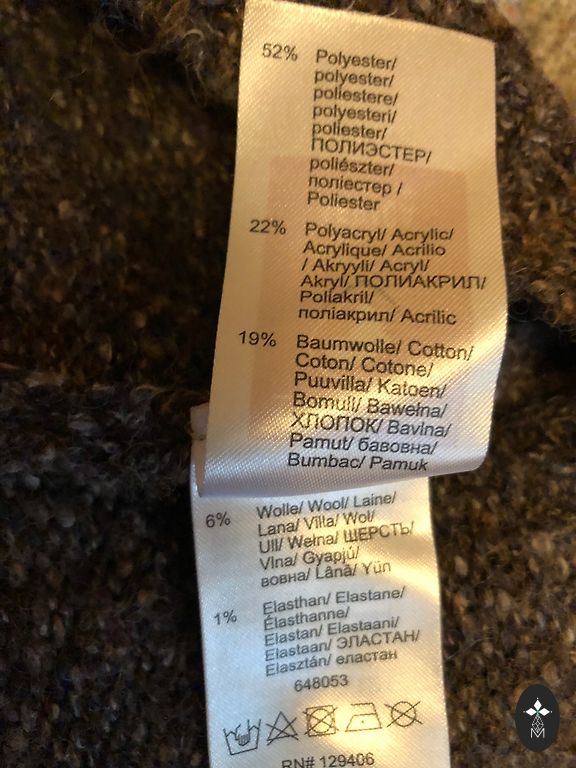 52% Polyester/
polyester/
poliestere/
polyesteri/
poliester/
ПОЛИЭСТЕР/
poliészter/
поліестер /
Poliester
22% Polyacryl/ Acrylic/
Acrylique/ Acrilio
/ Akryyli/ Acryl/
Akryl/ ПОЛИАКРИЛ/
Poliakril/
поліакрил/ Acrilic
19% Baumwolle/ Cotton/
Coton/ Cotone/
Puuvilla/ Katoen/
Bomull/ Bawełna/
ХЛОПОК/ Bavlna/
Pamut/ бавовна/
Bumbac/ Pamuk
6% Wolle/ Wool/ Laine/
Lana/ Villa/ Wol/
Ull/ Wełna/ ШЕРСТЬ/
Vlna/ Gyapjú/
вовна/ Lână/ Yün
1% Elasthan/ Elastane/
Élasthanne/
Elastan/ Elastaani/
Elastaan/ ЭЛАСТАН/
Elasztán/ еластан
648053
RN# 129406
M